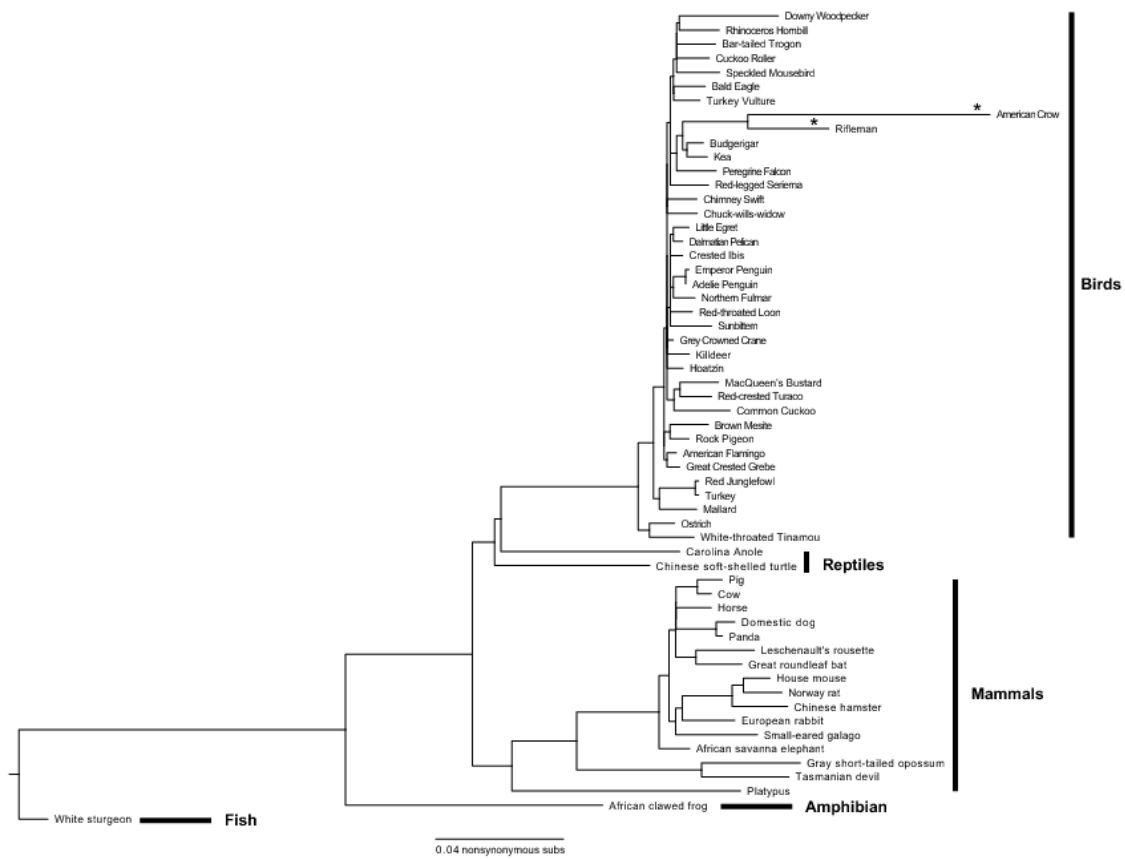 Downy Woodpecker
Rhinoceros Hornbill
Bar-tailed Trogon
Cuckoo Roller
Speckled Mousebird
Bald Eagle
Turkey Vulture
* American Crow
* Rifleman
Budgerigar
Kea
Peregrine Falcon
Red-legged Seriema
Chimney Swift
Chuck-wills-widow
Little Egret
Dalmatian Pelican
Crested Ibis
Emperor Penguin
Adelie Penguin
Northern Fulmar
Red-throated Loon
Sunbittern
Grey Crowned Crane
Killdeer
Hoatzin
MacQueen's Bustard
Red-crested Turaco
Common Cuckoo
Brown Mesite
Rock Pigeon
American Flamingo
Great Crested Grebe
Red Junglefowl
Turkey
Mallard
Ostrich
White-throated Tinamou
Birds
Carolina Anole
Chinese soft-shelled turtle
Reptiles
Pig
Cow
Horse
Domestic dog
Panda
Leschenault's rousette
Great roundleaf bat
House mouse
Norway rat
Chinese hamster
European rabbit
Small-eared galago
African savanna elephant
Gray short-tailed opossum
Tasmanian devil
Platypus
Mammals
African clawed frog
Amphibian
White sturgeon
Fish
0.04 nonsynonymous subs